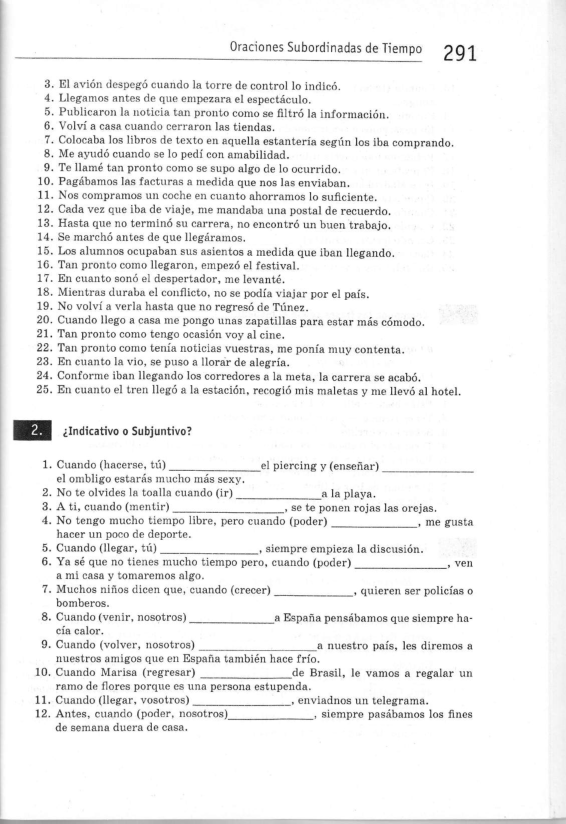 Oraciones Subordinadas de Tiempo 291
3. El avión despegó cuando la torre de control lo indicó.
4. Llegamos antes de que empezara el espectáculo.
5. Publicaron la noticia tan pronto como se filtró la información.
6. Volví a casa cuando cerraron las tiendas.
7. Colocaba los libros de texto en aquella estantería según los iba comprando.
8. Me ayudó cuando se lo pedí con amabilidad.
9. Te llamé tan pronto como se supo algo de lo ocurrido.
10. Pagábamos las facturas a medida que nos las enviaban.
11. Nos compramos un coche en cuanto ahorramos lo suficiente.
12. Cada vez que iba de viaje, me mandaba una postal de recuerdo.
13. Hasta que no terminó su carrera, no encontró un buen trabajo.
14. Se marchó antes de que llegáramos.
15. Los alumnos ocupaban sus asientos a medida que iban llegando.
16. Tan pronto como llegaron, empezó el festival.
17. En cuanto sonó el despertador, me levanté.
18. Mientras duraba el conflicto, no se podía viajar por el país.
19. No volví a verla hasta que no regresó de Túnez.
20. Cuando llego a casa me pongo unas zapatillas para estar más cómodo.
21. Tan pronto como tengo ocasión voy al cine.
22. Tan pronto como tenía noticias vuestras, me ponía muy contenta.
23. En cuanto la vio, se puso a llorar de alegría.
24. Conforme iban llegando los corredores a la meta, la carrera se acabó.
25. En cuanto el tren llegó a la estación, recogió mis maletas y me llevó al hotel.
2. ¿Indicativo o Subjuntivo?
1. Cuando (hacerse, tú) ________________ el piercing y (enseñar) ________________
el ombligo estarás mucho más sexy.
2. No te olvides la toalla cuando (ir) ________________ a la playa.
3. A ti, cuando (mentir) ________________, se te ponen rojas las orejas.
4. No tengo mucho tiempo libre, pero cuando (poder) ________________, me gusta
hacer un poco de deporte.
5. Cuando (llegar, tú) ________________, siempre empieza la discusión.
6. Ya sé que no tienes mucho tiempo pero, cuando (poder) ________________, ven
a mi casa y tomaremos algo.
7. Muchos niños dicen que, cuando (crecer) ________________, quieren ser policías o
bomberos.
8. Cuando (venir, nosotros) ________________ a España pensábamos que siempre ha-
cía calor.
9. Cuando (volver, nosotros) ________________ a nuestro país, les diremos a
nuestros amigos que en España también hace frío.
10. Cuando Marisa (regresar) ________________ de Brasil, le vamos a regalar un
ramo de flores porque es una persona estupenda.
11. Cuando (llegar, vosotros) ________________, enviadnos un telegrama.
12. Antes, cuando (poder, nosotros)________________, siempre pasábamos los fines
de semana duera de casa.